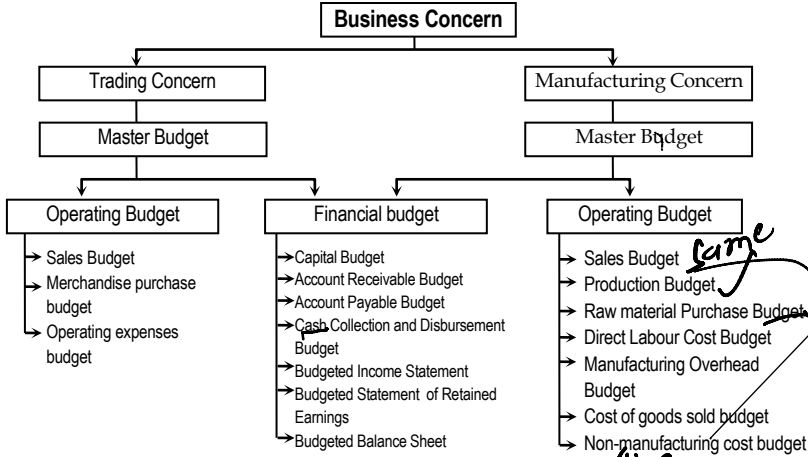 Business Concern
Trading Concern
Manufacturing Concern
Master Budget
Master Budget
Operating Budget
Financial budget
Operating Budget
Sales Budget
Merchandise purchase
budget
Operating expenses
budget
Capital Budget
Account Receivable Budget
Account Payable Budget
Cash Collection and Disbursement
Budget
Budgeted Income Statement
Budgeted Statement of Retained
Earnings
Budgeted Balance Sheet
Sales Budget
Production Budget
Raw material Purchase Budget
Direct Labour Cost Budget
Manufacturing Overhead
Budget
Cost of goods sold budget
Non-manufacturing cost budget